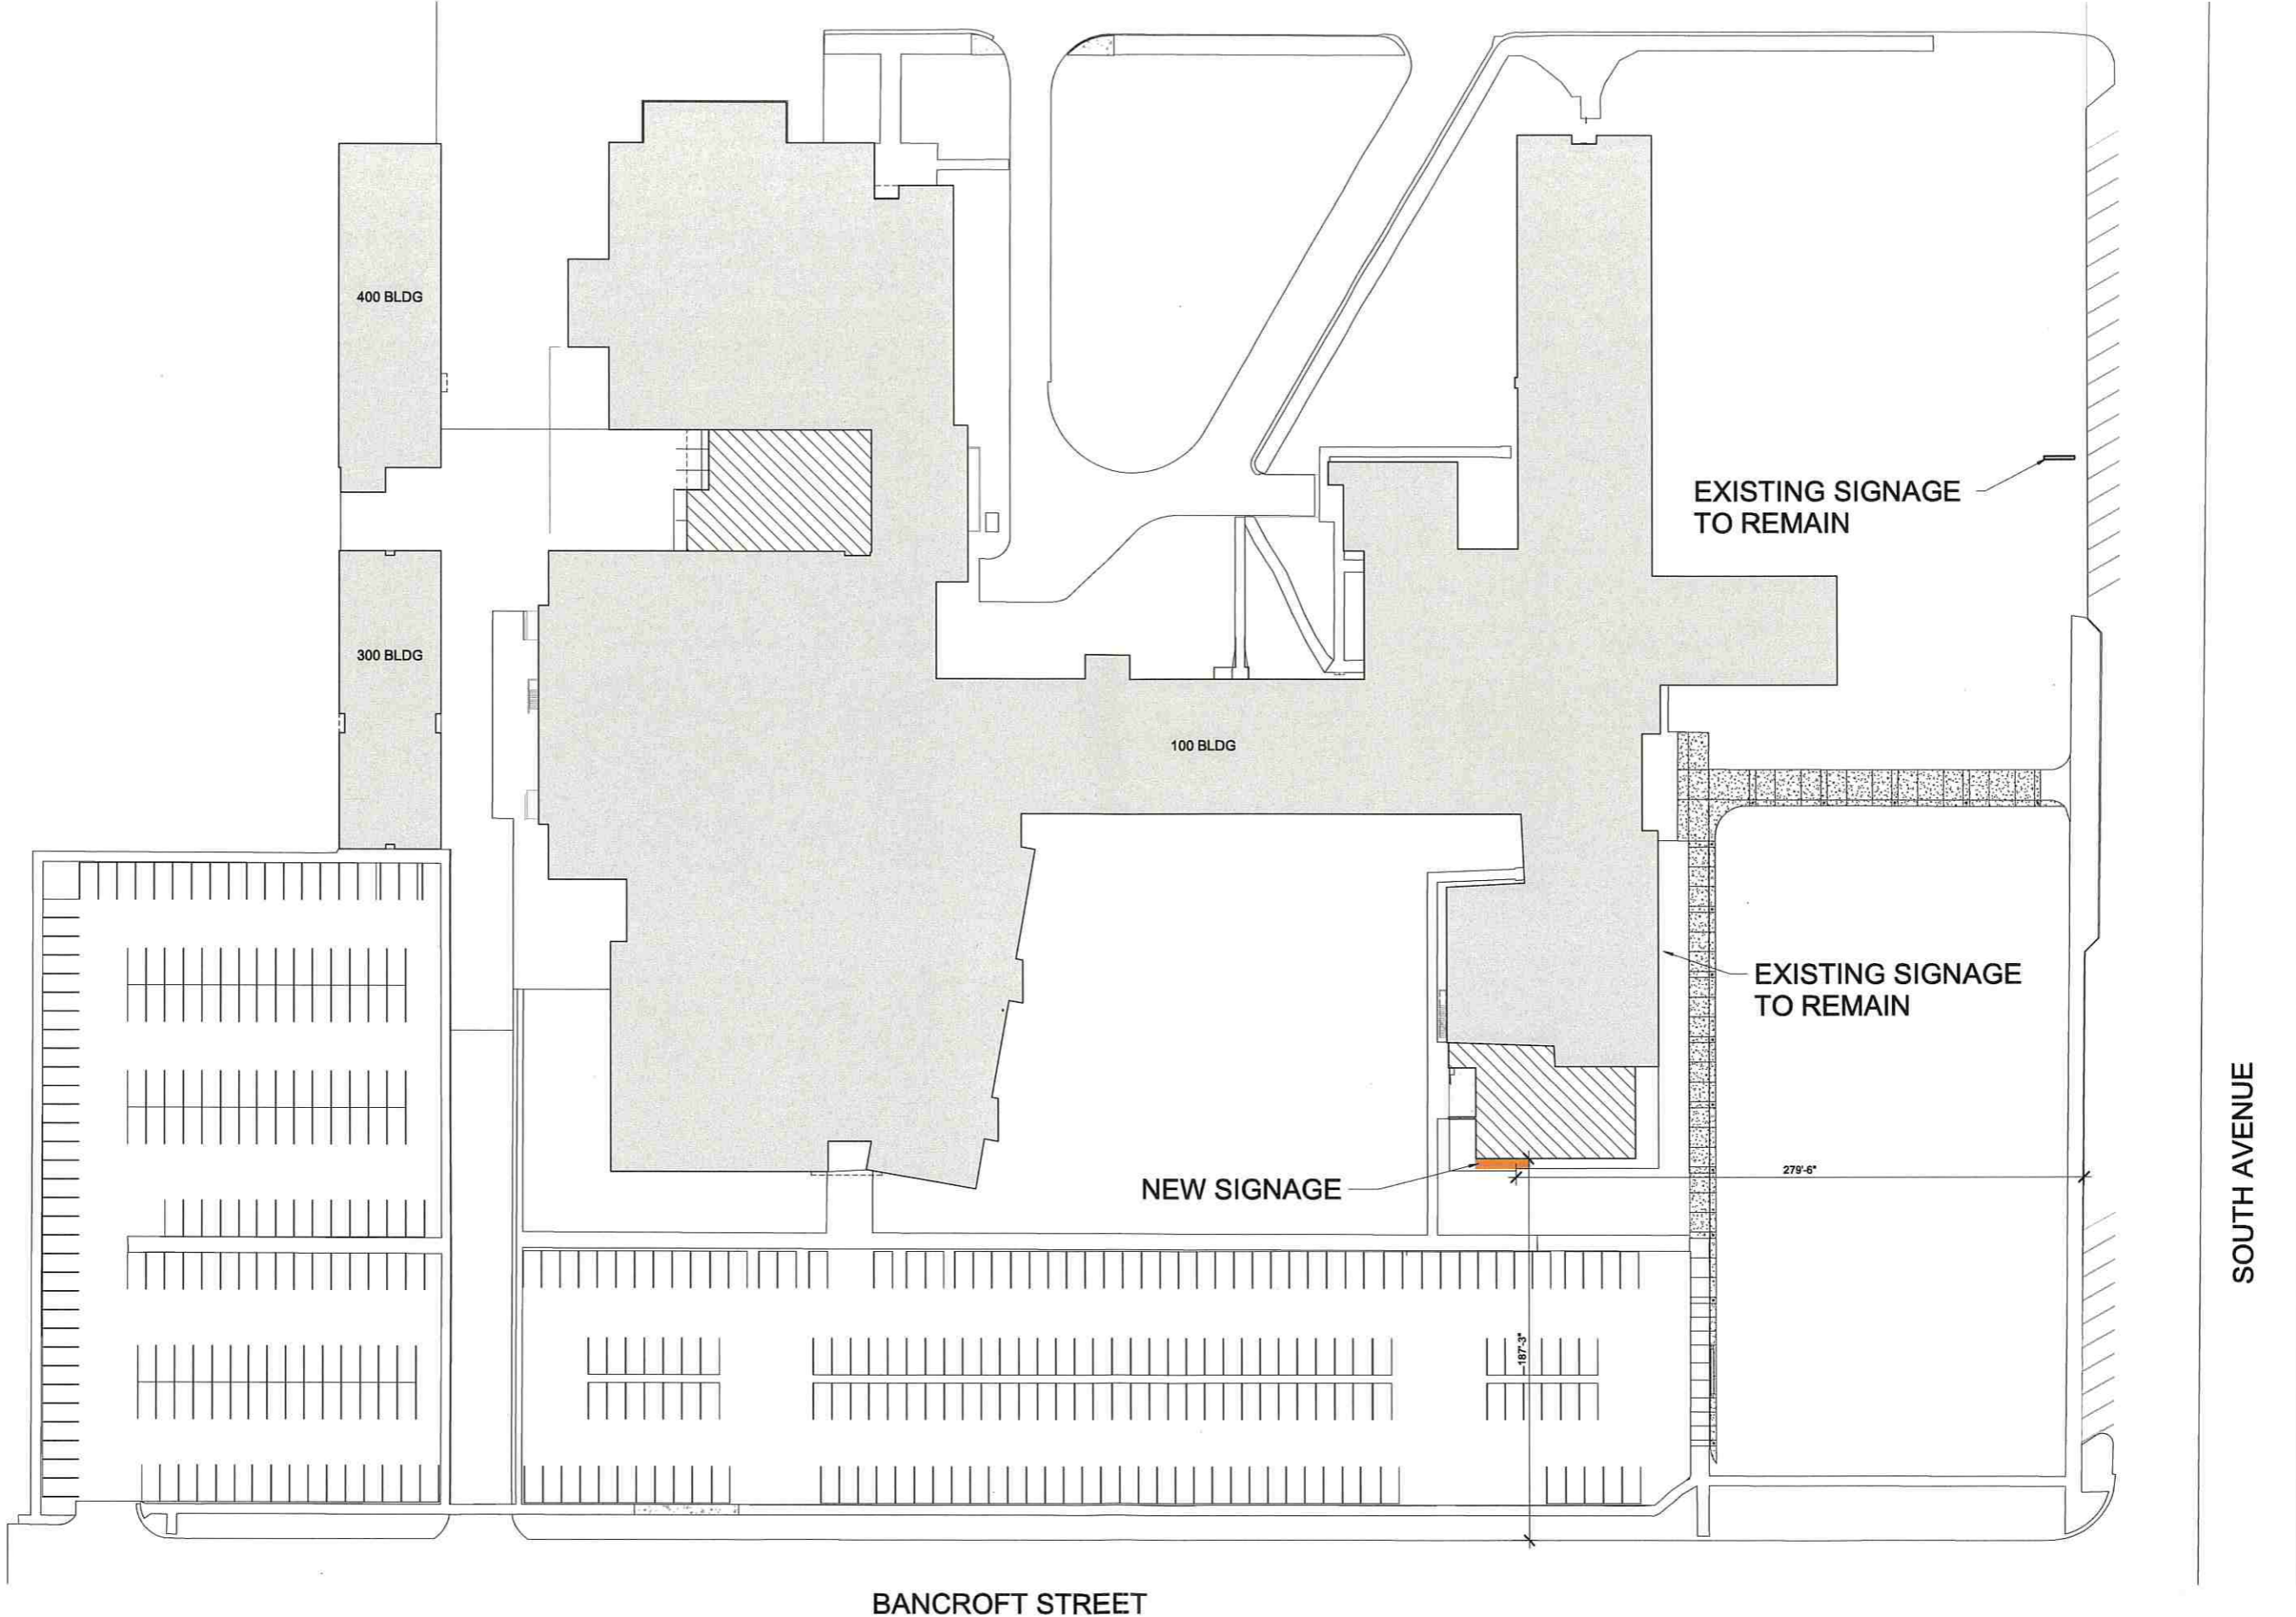 400 BLDG
EXISTING SIGNAGE
TO REMAIN
300 BLDG
100 BLDG
EXISTING SIGNAGE
TO REMAIN
NEW SIGNAGE
279'-6"
187'-3"
SOUTH AVENUE
BANCROFT STREET